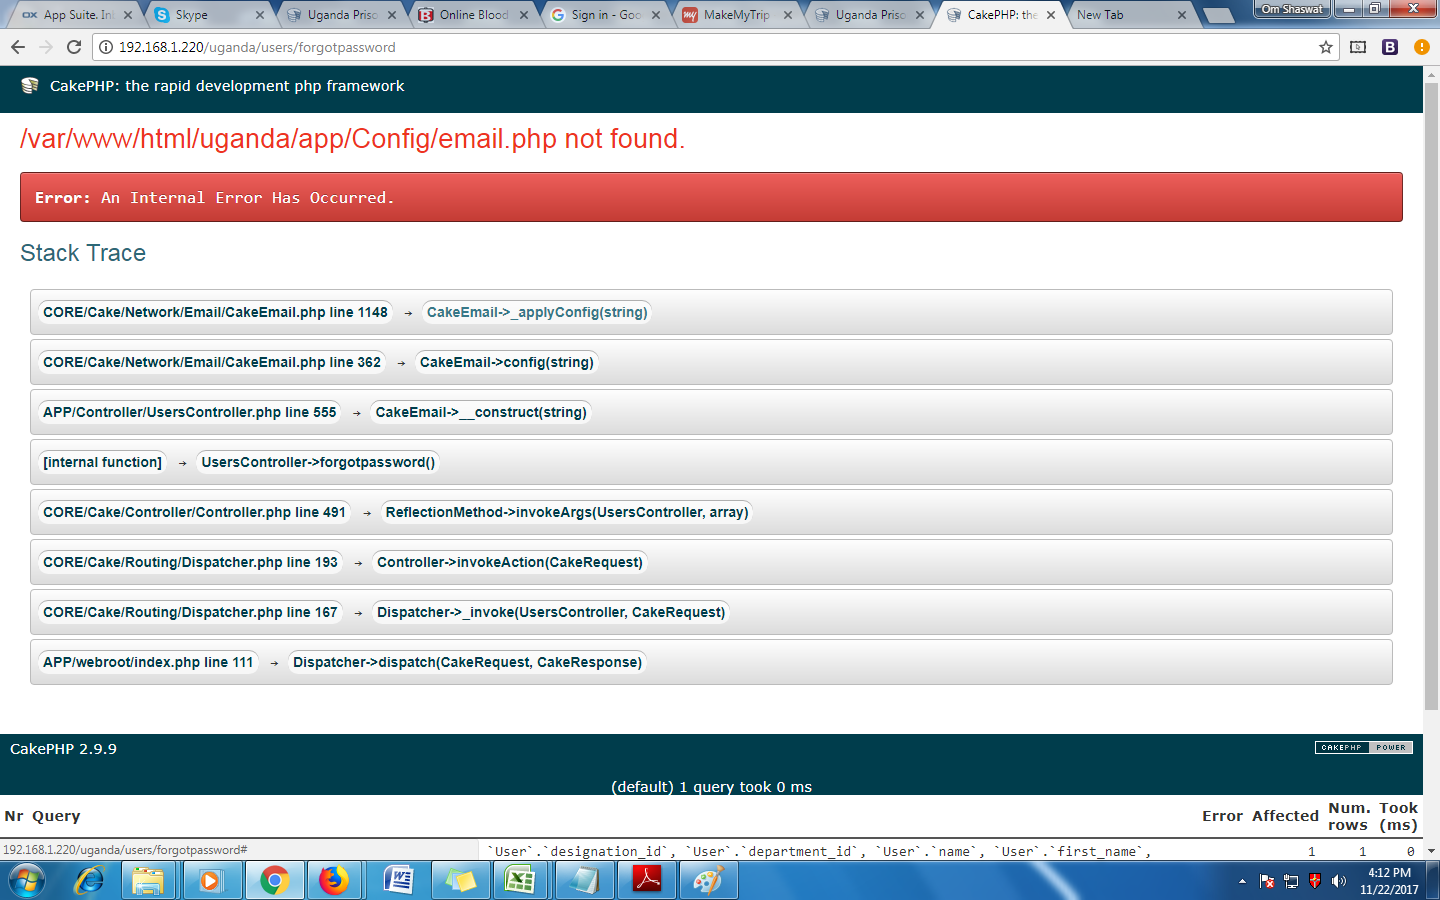 App Suite. In
Skype
Uganda Priso
Online Blood
Sign in - Goo
MakeMyTrip
Uganda Priso
CakePHP: the
New Tab
Om Shaswat
192.168.1.220/uganda/users/forgotpassword
CakePHP: the rapid development php framework
/var/www/html/uganda/app/Config/email.php not found.
Error: An Internal Error Has Occurred.
Stack Trace
CORE/Cake/Network/Email/CakeEmail.php line 1148 → CakeEmail->_applyConfig(string)
CORE/Cake/Network/Email/CakeEmail.php line 362 → CakeEmail->config(string)
APP/Controller/UsersController.php line 555 → CakeEmail->__construct(string)
[internal function] → UsersController->forgotpassword()
CORE/Cake/Controller/Controller.php line 491 → ReflectionMethod->invokeArgs(UsersController, array)
CORE/Cake/Routing/Dispatcher.php line 193 → Controller->invokeAction(CakeRequest)
CORE/Cake/Routing/Dispatcher.php line 167 → Dispatcher->_invoke(UsersController, CakeRequest)
APP/webroot/index.php line 111 → Dispatcher->dispatch(CakeRequest, CakeResponse)
CakePHP 2.9.9
CAKEPHP POWER
(default) 1 query took 0 ms
Nr Query Error Affected Num. rows Took (ms)
192.168.1.220/uganda/users/forgotpassword#
`User`.`designation_id`, `User`.`department_id`, `User`.`name`, `User`.`first_name`, 1 1 0
4:12 PM
11/22/2017